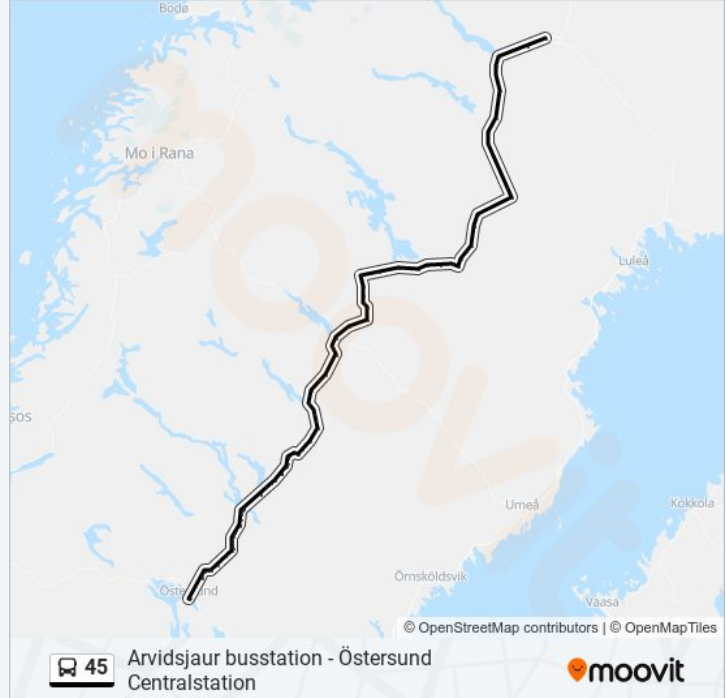 Bodø
Mo i Rana
Luleå
sos
Umeå
Kokkola
Örnsköldsvik
Vaasa
Östersund
© OpenStreetMap contributors | © OpenMapTiles
45
Arvidsjaur busstation - Östersund
Centralstation
moovit
moovit